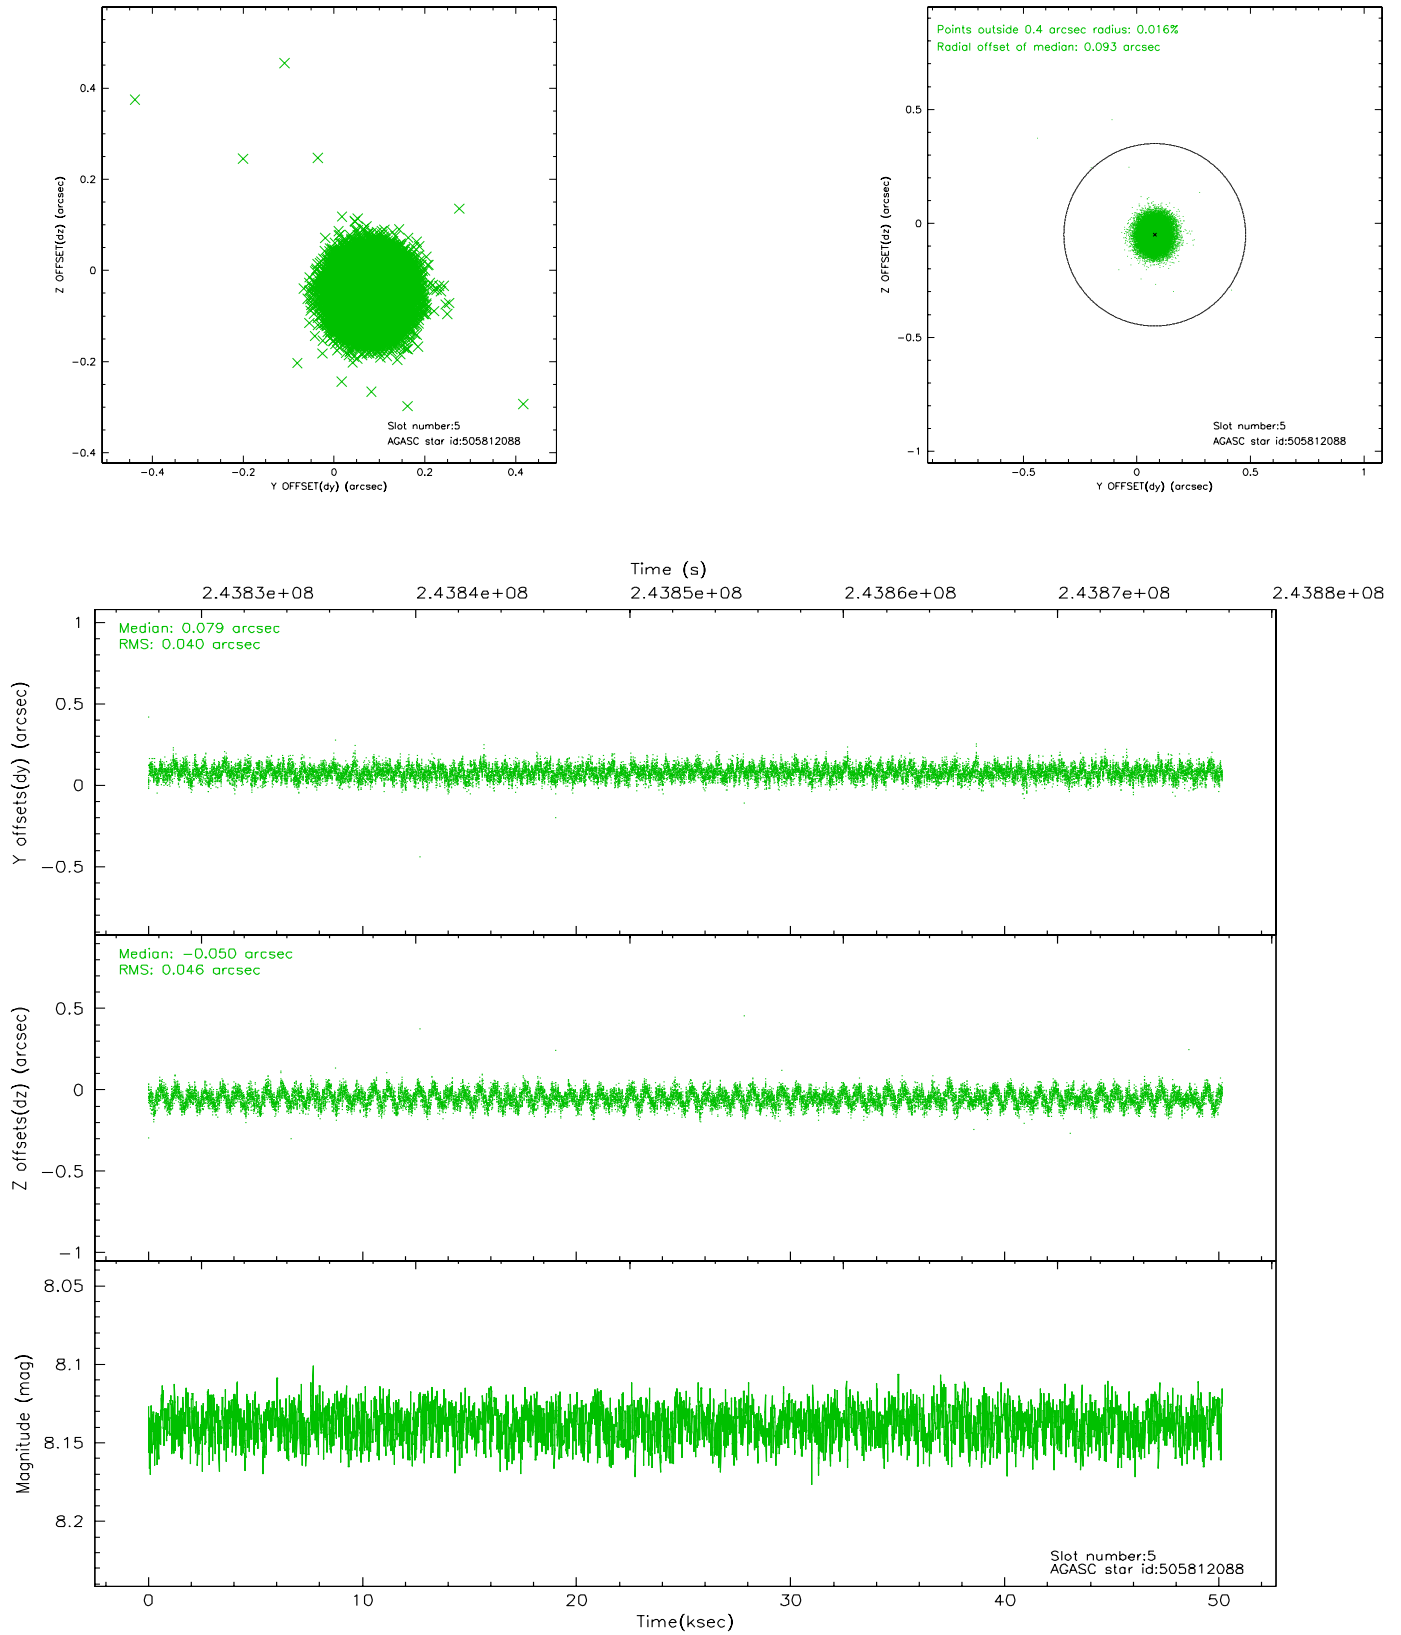 0.4
0.2
0
−0.2
−0.4
Z OFFSET(dz) (arcsec)
−0.4
−0.2
0
0.2
0.4
Y OFFSET(dy) (arcsec)
Slot number:5
AGASC star id:505812088
Points outside 0.4 arcsec radius: 0.016%
Radial offset of median: 0.093 arcsec
0.5
0
−0.5
−1
Z OFFSET(dz) (arcsec)
−0.5
0
0.5
1
Y OFFSET(dy) (arcsec)
Slot number:5
AGASC star id:505812088
Time (s)
2.4383e+08
2.4384e+08
2.4385e+08
2.4386e+08
2.4387e+08
2.4388e+08
Median: 0.079 arcsec
RMS: 0.040 arcsec
1
0.5
0
−0.5
Y offsets(dy) (arcsec)
Median: −0.050 arcsec
RMS: 0.046 arcsec
0.5
0
−0.5
−1
Z offsets(dz) (arcsec)
8.05
8.1
8.15
8.2
Magnitude (mag)
Slot number:5
AGASC star id:505812088
0
10
20
30
40
50
Time(ksec)